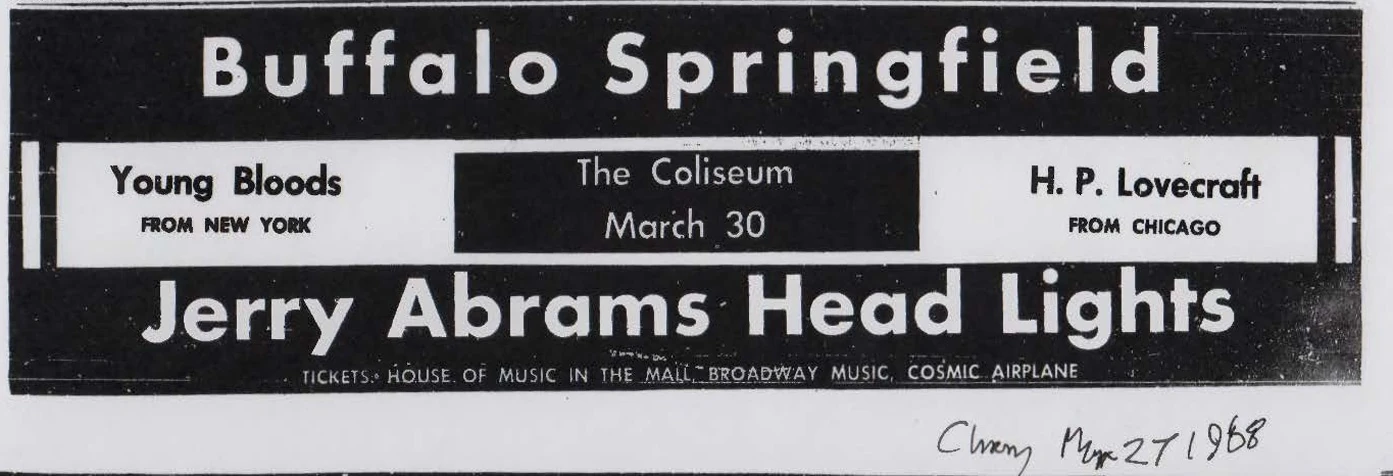 Buffalo Springfield
Young Bloods
FROM NEW YORK
The Coliseum
March 30
H. P. Lovecraft
FROM CHICAGO
Jerry Abrams Head Lights
TICKETS: HOUSE OF MUSIC IN THE MALL, BROADWAY MUSIC, COSMIC AIRPLANE
27 1968